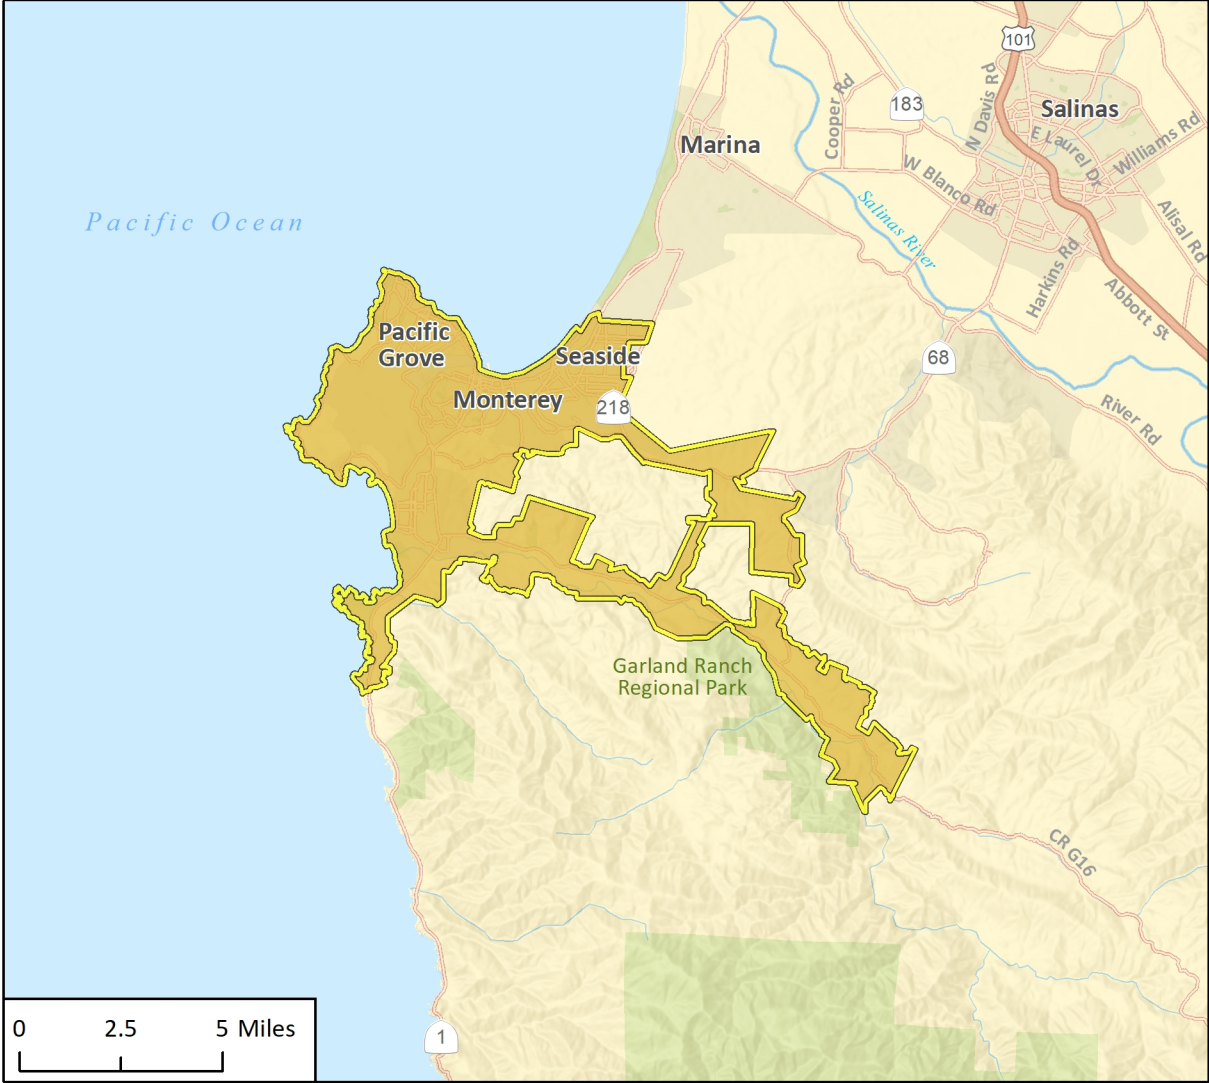 101
Salinas
183
Cooper Rd
N Davis Rd
E Laurel Dr
Williams Rd
Marina
W Blanco Rd
Salinas River
Alisal Rd
Pacific Ocean
Harkins Rd
Abbott St
Pacific
Grove
Seaside
68
Monterey
218
River Rd
Garland Ranch
Regional Park
CR G16
1
0 2.5 5 Miles